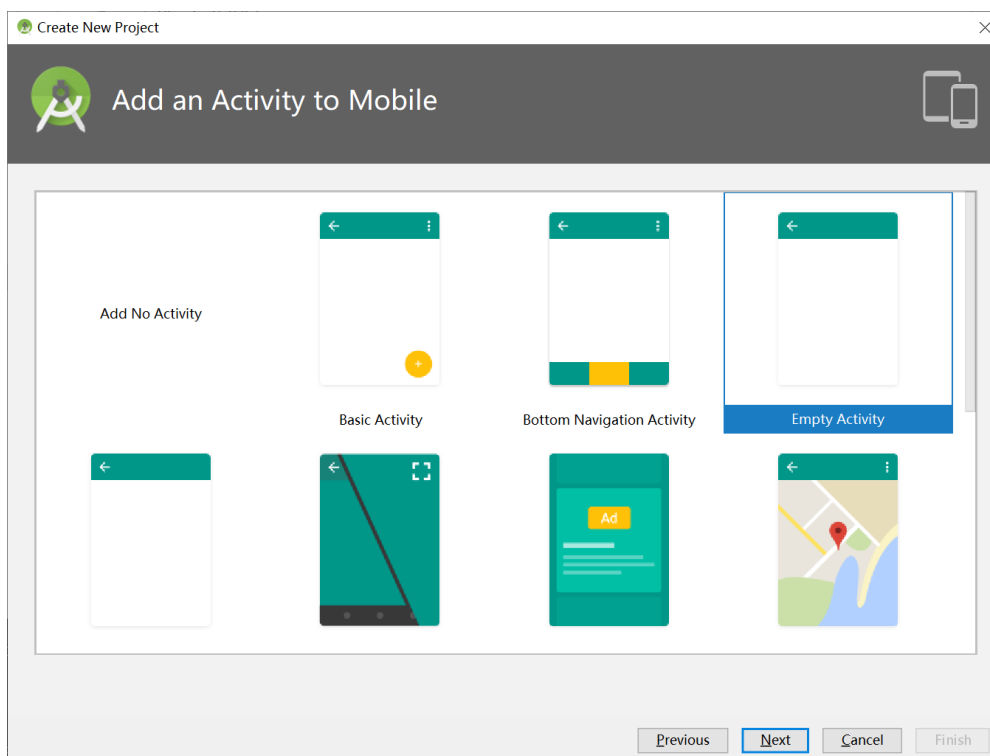 Create New Project
Add an Activity to Mobile
Add No Activity
Basic Activity
Bottom Navigation Activity
Empty Activity
Ad
Previous
Next
Cancel
Finish